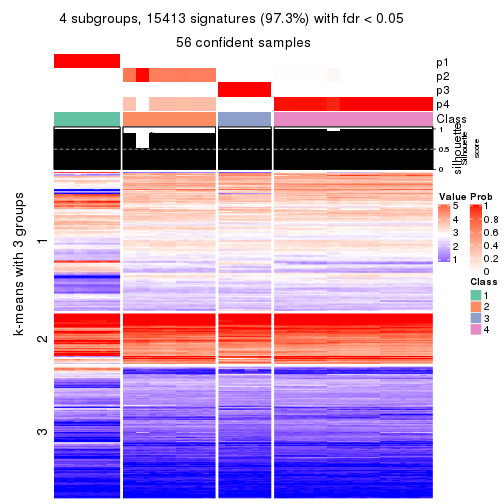 4 subgroups, 15413 signatures (97.3%) with fdr < 0.05
56 confident samples
p1
p2
p3
p4
Class
1
0.5
0
silhouette
Silhouette
score
k-means with 3 groups
1
2
3
Value
5
4
3
2
1
Prob
1
0.8
0.6
0.4
0.2
0
Class
1
2
3
4